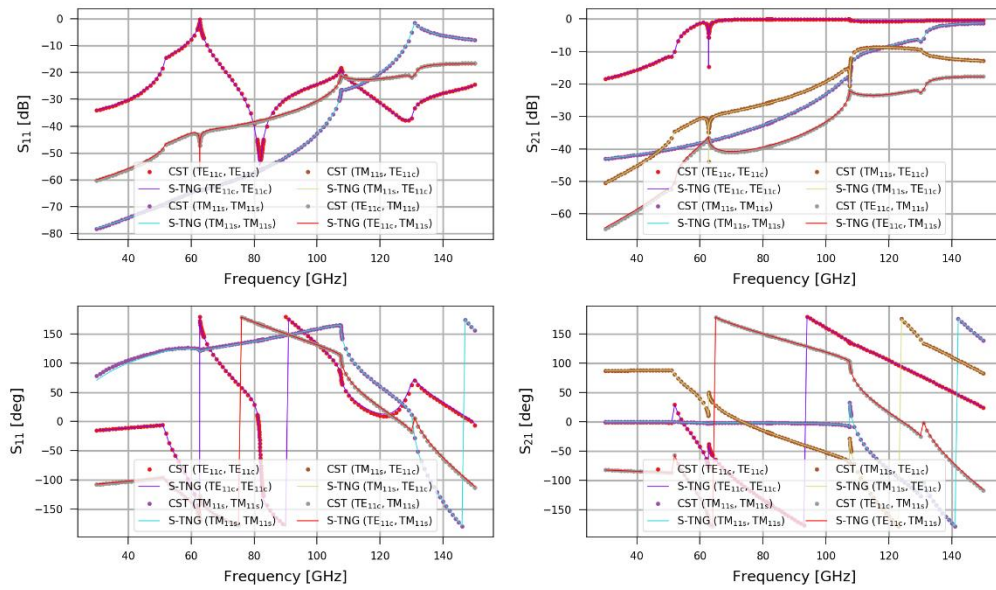 0
−10
−20
−30
−40
−50
−60
−70
−80
S₁₁ [dB]
CST (TE₁₁c, TE₁₁c)
S-TNG (TE₁₁c, TE₁₁c)
CST (TM₁₁s, TM₁₁s)
S-TNG (TM₁₁s, TM₁₁s)
CST (TM₁₁s, TE₁₁c)
S-TNG (TM₁₁s, TE₁₁c)
CST (TE₁₁c, TM₁₁s)
S-TNG (TE₁₁c, TM₁₁s)
40 60 80 100 120 140
Frequency [GHz]
0
−10
−20
−30
−40
−50
−60
S₂₁ [dB]
CST (TE₁₁c, TE₁₁c)
S-TNG (TE₁₁c, TE₁₁c)
CST (TM₁₁s, TM₁₁s)
S-TNG (TM₁₁s, TM₁₁s)
CST (TM₁₁s, TE₁₁c)
S-TNG (TM₁₁s, TE₁₁c)
CST (TE₁₁c, TM₁₁s)
S-TNG (TE₁₁c, TM₁₁s)
40 60 80 100 120 140
Frequency [GHz]
150
100
50
0
−50
−100
−150
S₁₁ [deg]
CST (TE₁₁c, TE₁₁c)
S-TNG (TE₁₁c, TE₁₁c)
CST (TM₁₁s, TM₁₁s)
S-TNG (TM₁₁s, TM₁₁s)
CST (TM₁₁s, TE₁₁c)
S-TNG (TM₁₁s, TE₁₁c)
CST (TE₁₁c, TM₁₁s)
S-TNG (TE₁₁c, TM₁₁s)
40 60 80 100 120 140
Frequency [GHz]
150
100
50
0
−50
−100
−150
S₂₁ [deg]
CST (TE₁₁c, TE₁₁c)
S-TNG (TE₁₁c, TE₁₁c)
CST (TM₁₁s, TM₁₁s)
S-TNG (TM₁₁s, TM₁₁s)
CST (TM₁₁s, TE₁₁c)
S-TNG (TM₁₁s, TE₁₁c)
CST (TE₁₁c, TM₁₁s)
S-TNG (TE₁₁c, TM₁₁s)
40 60 80 100 120 140
Frequency [GHz]